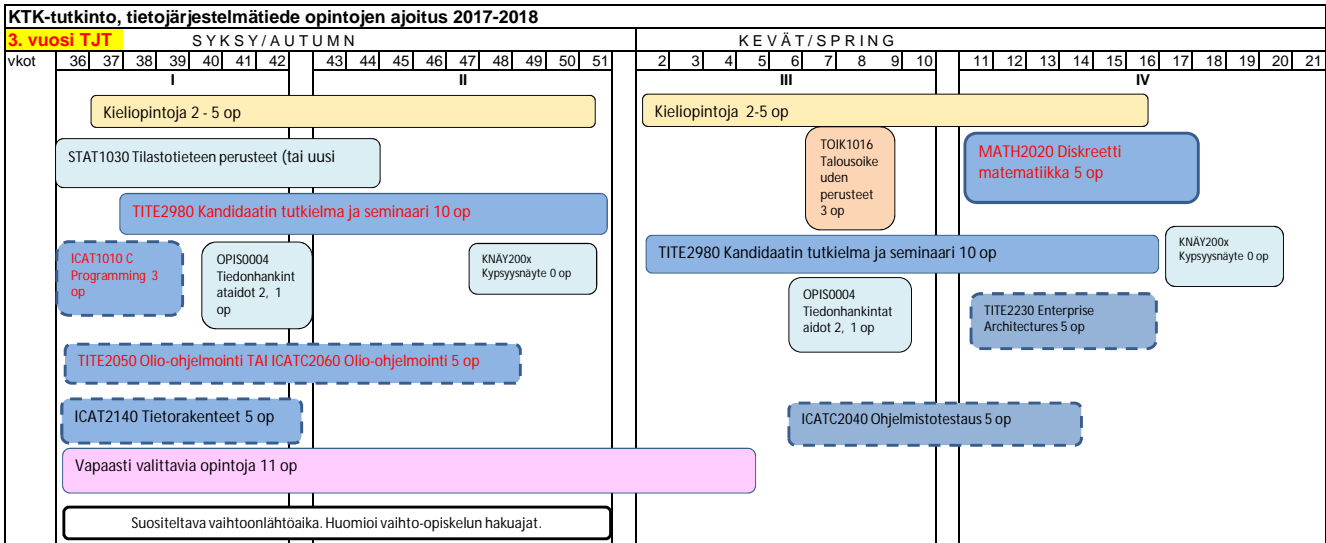 KTK-tutkinto, tietojärjestelmätiede opintojen ajoitus 2017-2018
3. vuosi TJT SYKSY/AUTUMN KEVÄT/SPRING
vkot 36 37 38 39 40 41 42 43 44 45 46 47 48 49 50 51 2 3 4 5 6 7 8 9 10 11 12 13 14 15 16 17 18 19 20 21
I II III IV
Kieliopintoja 2 - 5 op
Kieliopintoja 2-5 op
STAT1030 Tilastotieteen perusteet (tai uusi
TOIK1016
Talousoike
uden
perusteet
3 op
MATH2020 Diskreetti
matematiikka 5 op
TITE2980 Kandidaatin tutkielma ja seminaari 10 op
ICAT1010 C
Programming 3
op
OPIS0004
Tiedonhankint
ataidot 2, 1
op
KNÄY200x
Kypsyysnäyte 0 op
TITE2980 Kandidaatin tutkielma ja seminaari 10 op
KNÄY200x
Kypsyysnäyte 0 op
OPIS0004
Tiedonhankintat
aidot 2, 1 op
TITE2230 Enterprise
Architectures 5 op
TITE2050 Olio-ohjelmointi TAI ICATC2060 Olio-ohjelmointi 5 op
ICAT2140 Tietorakenteet 5 op
ICATC2040 Ohjelmistotestaus 5 op
Vapaasti valittavia opintoja 11 op
Suositeltava vaihtoonlähtöaika. Huomioi vaihto-opiskelun hakuajat.